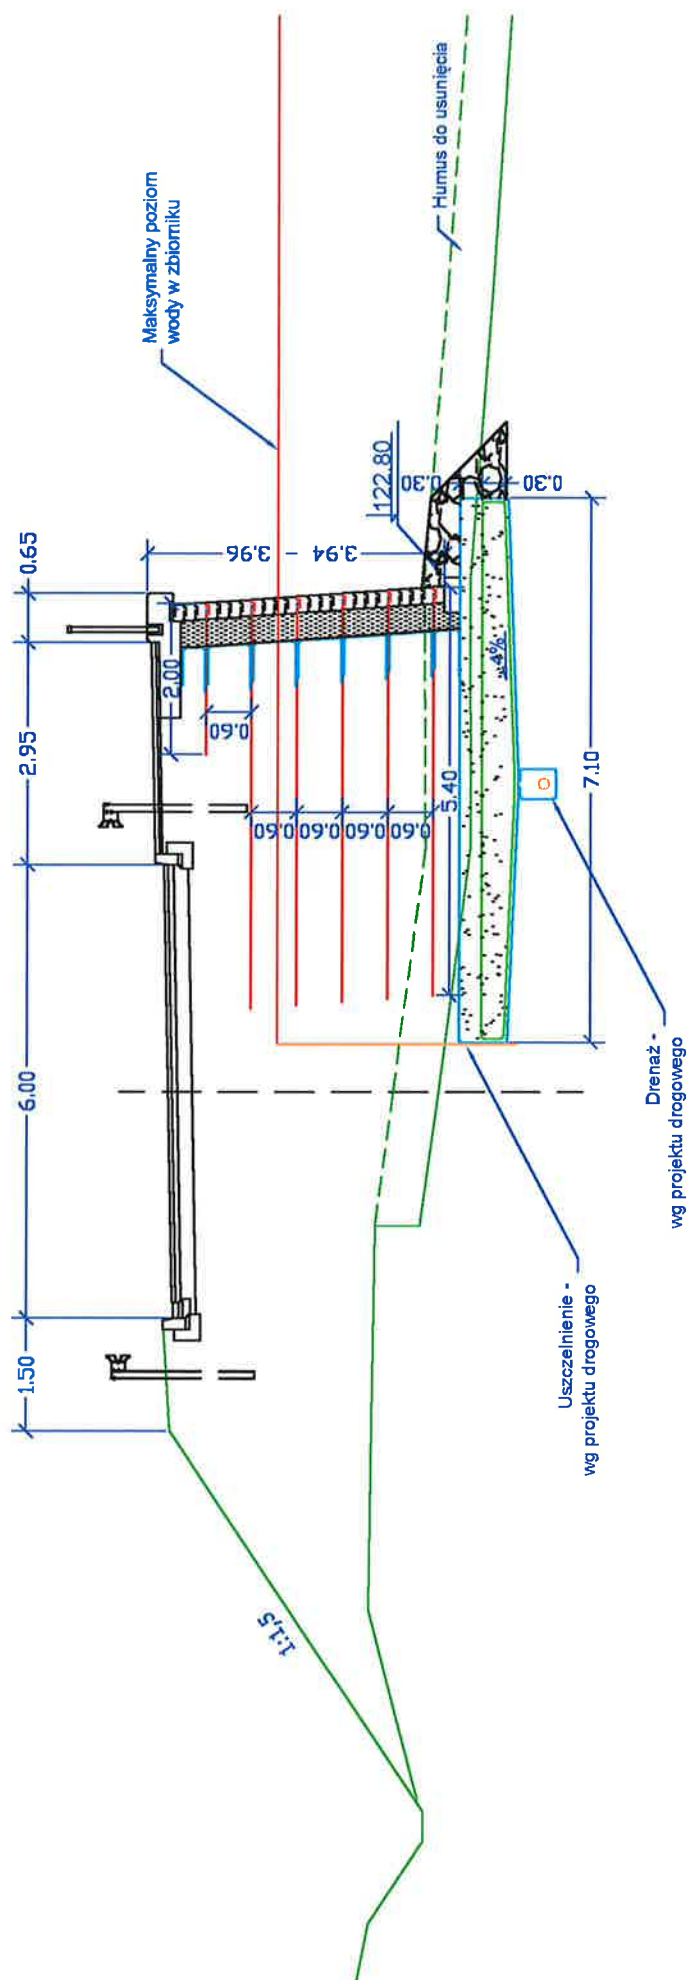 Maksymalny poziom
wody w zbiorniku
Humus do usunięcia
0.65
2.95
6.00
1.50
3.96 - 3.94
122.80
0.30
0.30
2.00
0.60
0.60
0.60
0.60
0.60
5.40
4%
7.10
1:1,5
Drenaż -
wg projektu drogowego
Uszczelnienie -
wg projektu drogowego